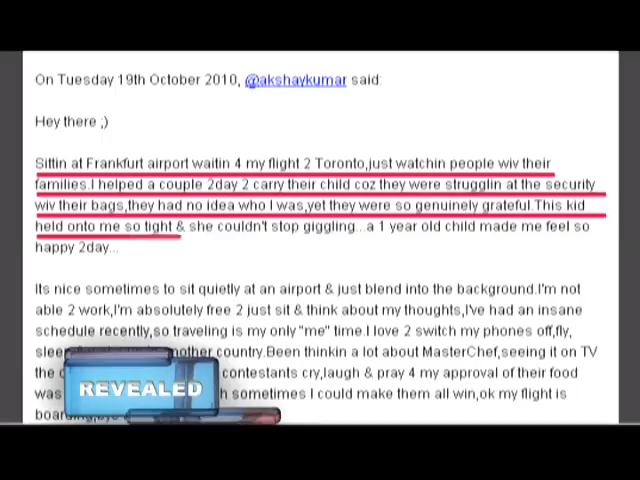 On Tuesday 19th October 2010, @akshaykumar said:
Hey there ;)
Sittin at Frankfurt airport waitin 4 my flight 2 Toronto,just watchin people wiv their
families.I helped a couple 2day 2 carry their child coz they were strugglin at the security
wiv their bags,they had no idea who I was,yet they were so genuinely grateful.This kid
held onto me so tight & she couldn't stop giggling...a 1 year old child made me feel so
happy 2day...
Its nice sometimes to sit quietly at an airport & just blend into the background.I'm not
able 2 work,I'm absolutely free 2 just sit & think about my thoughts,I've had an insane
schedule recently,so traveling is my only "me" time.I love 2 switch my phones off,fly,
country.Been thinkin a lot about MasterChef,seeing it on TV
contestants cry,laugh & pray 4 my approval of their food
was sometimes I could make them all win,ok my flight is
REVEALED